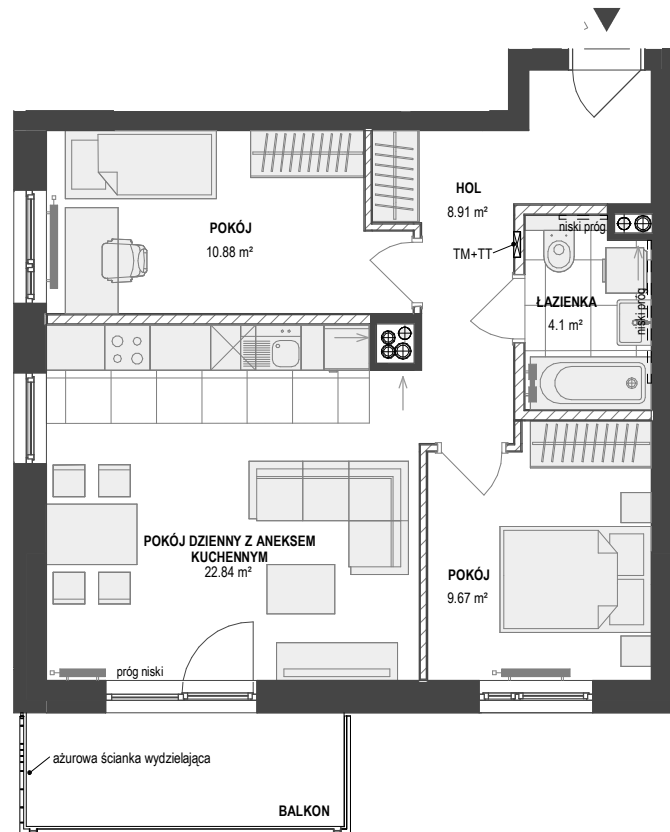 HOL
8.91 m²
niski próg
POKÓJ
10.88 m²
TM+TT
ŁAZIENKA
4.1 m²
niski próg
POKÓJ DZIENNY Z ANEKSEM
KUCHENNYM
22.84 m²
POKÓJ
9.67 m²
próg niski
ażurowa ścianka wydzielająca
BALKON